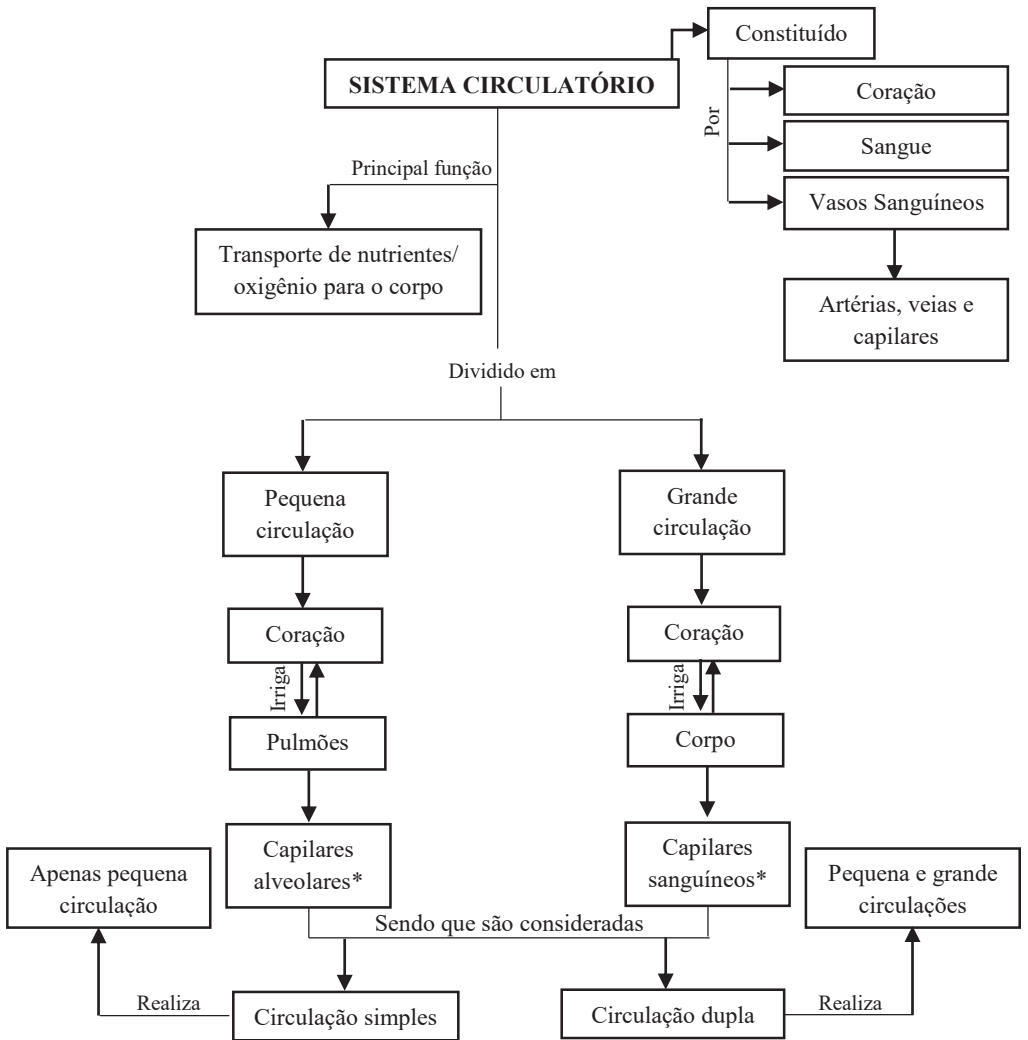 Constituído
SISTEMA CIRCULATÓRIO
Por
Coração
Sangue
Vasos Sanguíneos
Artérias, veias e
capilares
Principal função
Transporte de nutrientes/
oxigênio para o corpo
Dividido em
Pequena
circulação
Grande
circulação
Coração
Coração
Irriga
Irriga
Pulmões
Corpo
Capilares
alveolares*
Capilares
sanguíneos*
Apenas pequena
circulação
Pequena e grande
circulações
Sendo que são consideradas
Realiza
Circulação simples
Circulação dupla
Realiza